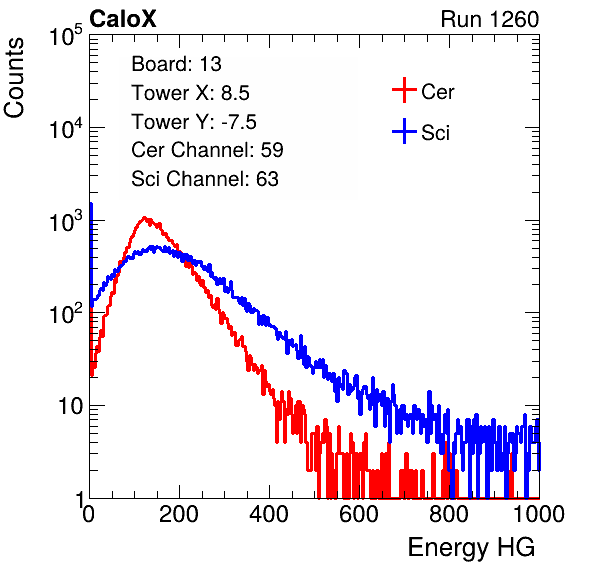 CaloX Run 1260
Counts
10^5
10^4
10^3
10^2
10
1
Board: 13
Tower X: 8.5
Tower Y: -7.5
Cer Channel: 59
Sci Channel: 63
Cer
Sci
0 200 400 600 800 1000
Energy HG